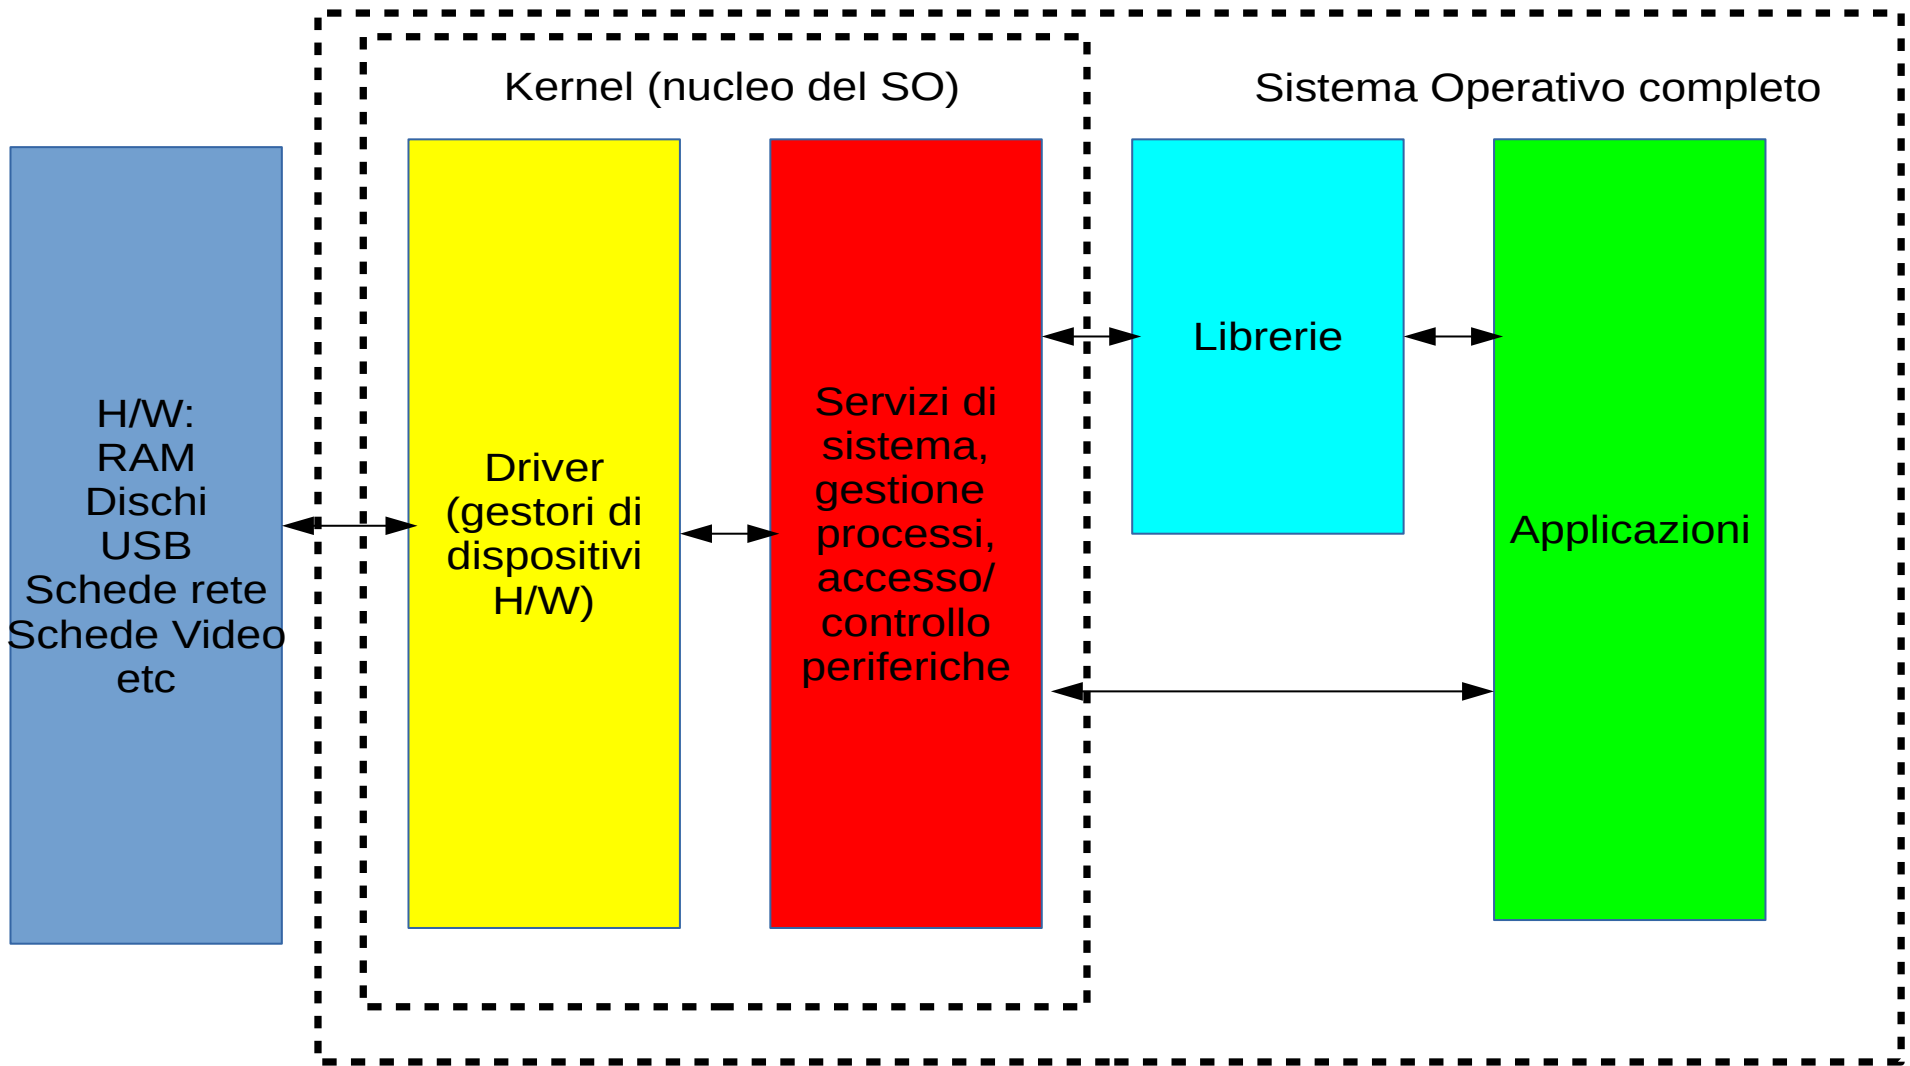 Kernel (nucleo del SO)
Sistema Operativo completo
H/W:
RAM
Dischi
USB
Schede rete
Schede Video
etc
Driver
(gestori di
dispositivi
H/W)
Servizi di
sistema,
gestione
processi,
accesso/
controllo
periferiche
Librerie
Applicazioni